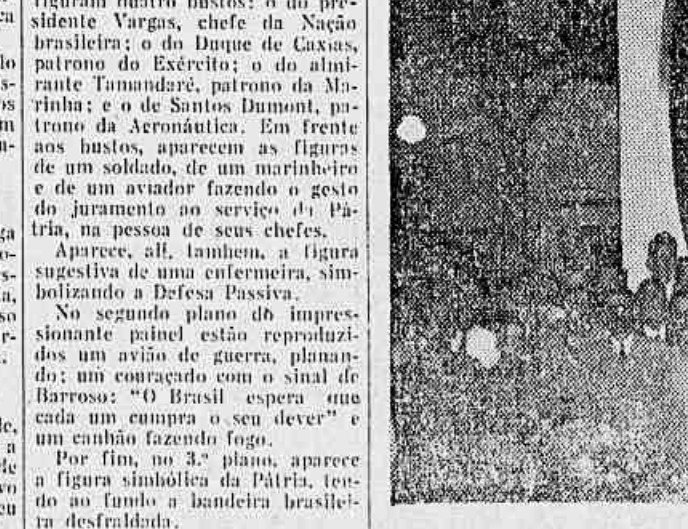 figuram quatro bustos: o do pre-
sidente Vargas, chefe da Nação
brasileira; o do Duque de Caxias,
patrono do Exército; o do almi-
rante Tamandaré, patrono da Ma-
rinha; e o de Santos Dumont, pa-
trono da Aeronáutica. Em frente
aos bustos, aparecem as figuras
de um soldado, de um marinheiro
e de um aviador fazendo o gesto
do juramento ao serviço da Pá-
tria, na pessoa de seus chefes.
Aparece, alí, tambem, a figura
sugestiva de uma enfermeira, sim-
bolizando a Defesa Passiva.
No segundo plano do impres-
sionante painel estão reproduzi-
dos um avião de guerra, planan-
do; um couraçado com o sinal de
Barroso: "O Brasil espera que
cada um cumpra o seu dever" e
um canhão fazendo fogo.
Por fim, no 3.º plano, aparece
a figura simbólica da Pátria, ten-
do ao fundo a bandeira brasilei-
ra desfraldada.